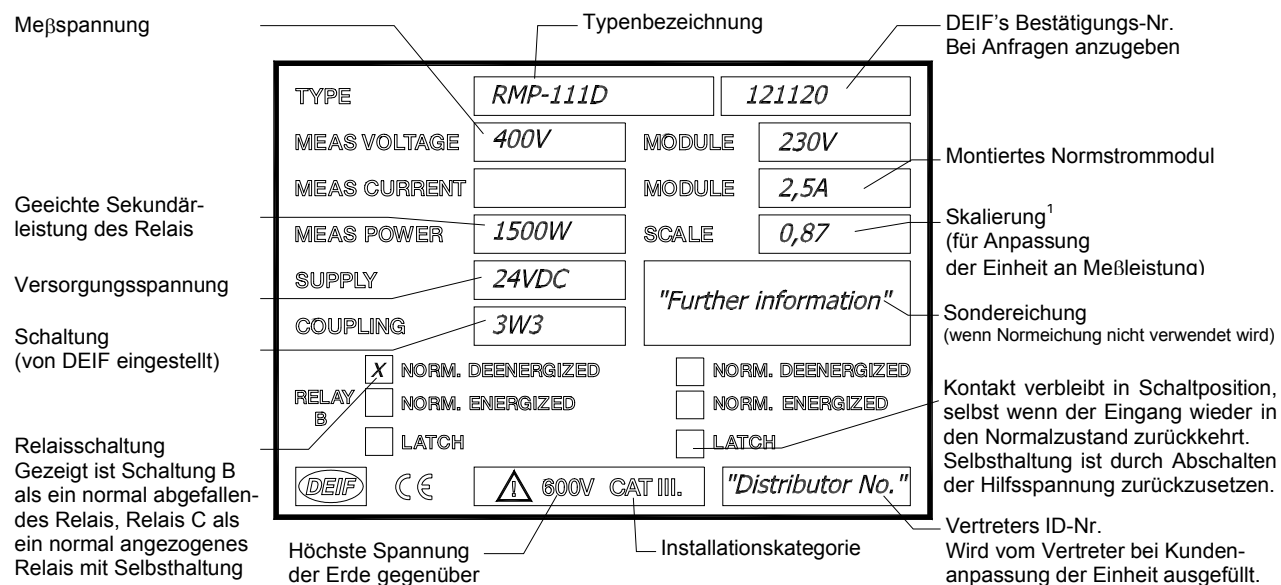 Meβspannung
Typenbezeichnung
DEIF's Bestätigungs-Nr.
Bei Anfragen anzugeben
TYPE RMP-111D 121120
MEAS VOLTAGE 400V MODULE 230V
Montiertes Normstrommodul
MEAS CURRENT MODULE 2,5A
Geeichte Sekundär-
leistung des Relais
MEAS POWER 1500W SCALE 0,87
Skalierung1
(für Anpassung
der Einheit an Meßleistung)
Versorgungsspannung
SUPPLY 24VDC
"Further information"
Sondereichung
(wenn Normeichung nicht verwendet wird)
Schaltung
(von DEIF eingestellt)
COUPLING 3W3
X NORM. DEENERGIZED NORM. DEENERGIZED
RELAY
B
NORM. ENERGIZED NORM. ENERGIZED
LATCH LATCH
Kontakt verbleibt in Schaltposition,
selbst wenn der Eingang wieder in
den Normalzustand zurückkehrt.
Selbsthaltung ist durch Abschalten
der Hilfsspannung zurückzusetzen.
Relaisschaltung
Gezeigt ist Schaltung B
als ein normal abgefallen-
des Relais, Relais C als
ein normal angezogenes
Relais mit Selbsthaltung
DEIF CE 600V CAT III. "Distributor No."
Höchste Spannung
der Erde gegenüber
Installationskategorie
Vertreters ID-Nr.
Wird vom Vertreter bei Kunden-
anpassung der Einheit ausgefüllt.